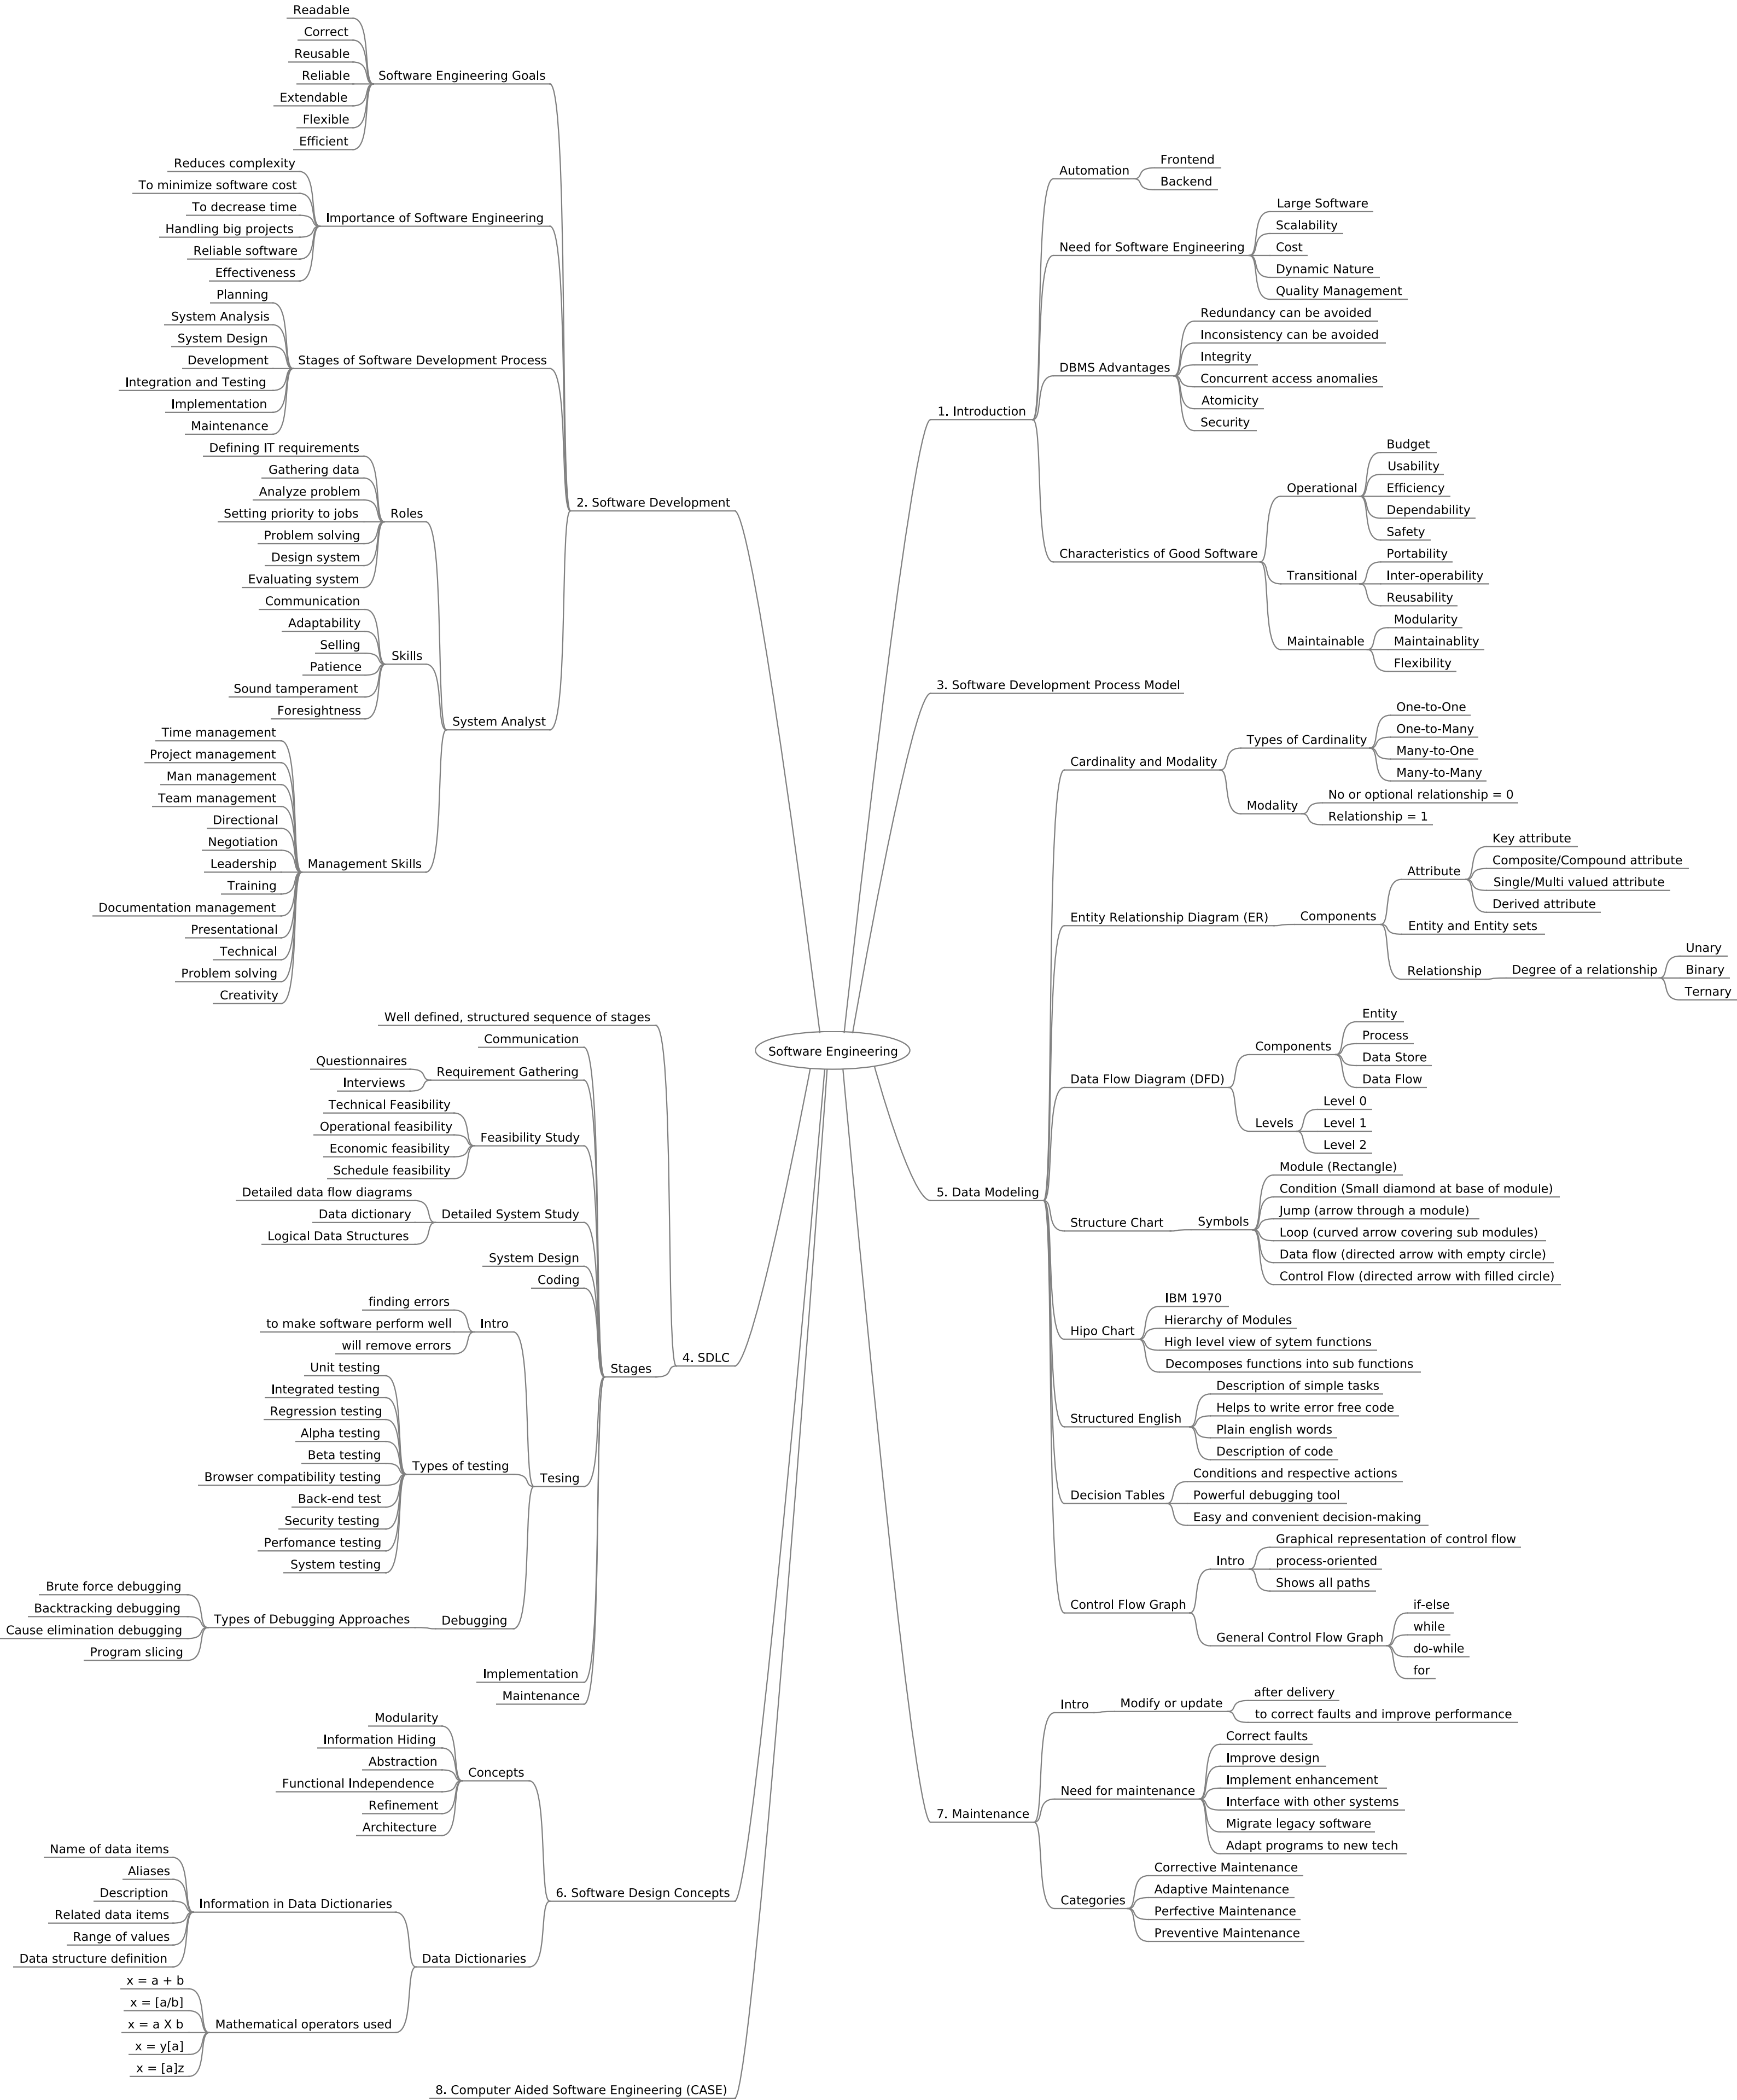 Software Engineering
1. Introduction
Automation
Frontend
Backend
Need for Software Engineering
Large Software
Scalability
Cost
Dynamic Nature
Quality Management
DBMS Advantages
Redundancy can be avoided
Inconsistency can be avoided
Integrity
Concurrent access anomalies
Atomicity
Security
Characteristics of Good Software
Operational
Budget
Usability
Efficiency
Dependability
Safety
Transitional
Portability
Inter-operability
Reusability
Maintainable
Modularity
Maintainablity
Flexibility
2. Software Development
Software Engineering Goals
Readable
Correct
Reusable
Reliable
Extendable
Flexible
Efficient
Importance of Software Engineering
Reduces complexity
To minimize software cost
To decrease time
Handling big projects
Reliable software
Effectiveness
Stages of Software Development Process
Planning
System Analysis
System Design
Development
Integration and Testing
Implementation
Maintenance
System Analyst
Roles
Defining IT requirements
Gathering data
Analyze problem
Setting priority to jobs
Problem solving
Design system
Evaluating system
Skills
Communication
Adaptability
Selling
Patience
Sound tamperament
Foresightness
Management Skills
Time management
Project management
Man management
Team management
Directional
Negotiation
Leadership
Training
Documentation management
Presentational
Technical
Problem solving
Creativity
3. Software Development Process Model
4. SDLC
Well defined, structured sequence of stages
Stages
Communication
Requirement Gathering
Questionnaires
Interviews
Feasibility Study
Technical Feasibility
Operational feasibility
Economic feasibility
Schedule feasibility
Detailed System Study
Detailed data flow diagrams
Data dictionary
Logical Data Structures
System Design
Coding
Tesing
Intro
finding errors
to make software perform well
will remove errors
Types of testing
Unit testing
Integrated testing
Regression testing
Alpha testing
Beta testing
Browser compatibility testing
Back-end test
Security testing
Perfomance testing
System testing
Debugging
Types of Debugging Approaches
Brute force debugging
Backtracking debugging
Cause elimination debugging
Program slicing
Implementation
Maintenance
5. Data Modeling
Cardinality and Modality
Types of Cardinality
One-to-One
One-to-Many
Many-to-One
Many-to-Many
Modality
No or optional relationship = 0
Relationship = 1
Entity Relationship Diagram (ER)
Components
Attribute
Key attribute
Composite/Compound attribute
Single/Multi valued attribute
Derived attribute
Entity and Entity sets
Relationship
Degree of a relationship
Unary
Binary
Ternary
Data Flow Diagram (DFD)
Components
Entity
Process
Data Store
Data Flow
Levels
Level 0
Level 1
Level 2
Structure Chart
Symbols
Module (Rectangle)
Condition (Small diamond at base of module)
Jump (arrow through a module)
Loop (curved arrow covering sub modules)
Data flow (directed arrow with empty circle)
Control Flow (directed arrow with filled circle)
Hipo Chart
IBM 1970
Hierarchy of Modules
High level view of sytem functions
Decomposes functions into sub functions
Structured English
Description of simple tasks
Helps to write error free code
Plain english words
Description of code
Decision Tables
Conditions and respective actions
Powerful debugging tool
Easy and convenient decision-making
Control Flow Graph
Intro
Graphical representation of control flow
process-oriented
Shows all paths
General Control Flow Graph
if-else
while
do-while
for
6. Software Design Concepts
Concepts
Modularity
Information Hiding
Abstraction
Functional Independence
Refinement
Architecture
Data Dictionaries
Information in Data Dictionaries
Name of data items
Aliases
Description
Related data items
Range of values
Data structure definition
Mathematical operators used
x = a + b
x = [a/b]
x = a X b
x = y[a]
x = [a]z
7. Maintenance
Intro
Modify or update
after delivery
to correct faults and improve performance
Need for maintenance
Correct faults
Improve design
Implement enhancement
Interface with other systems
Migrate legacy software
Adapt programs to new tech
Categories
Corrective Maintenance
Adaptive Maintenance
Perfective Maintenance
Preventive Maintenance
8. Computer Aided Software Engineering (CASE)